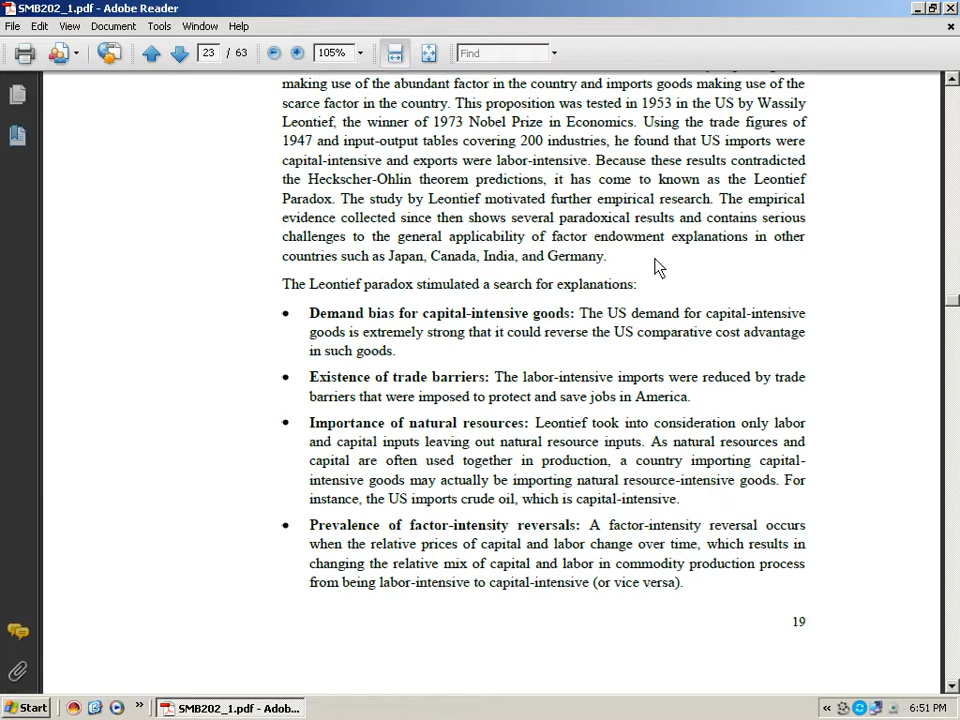 SMB202_1.pdf - Adobe Reader
File Edit View Document Tools Window Help
23 / 63 105% Find
making use of the abundant factor in the country and imports goods making use of the
scarce factor in the country. This proposition was tested in 1953 in the US by Wassily
Leontief, the winner of 1973 Nobel Prize in Economics. Using the trade figures of
1947 and input-output tables covering 200 industries, he found that US imports were
capital-intensive and exports were labor-intensive. Because these results contradicted
the Heckscher-Ohlin theorem predictions, it has come to known as the Leontief
Paradox. The study by Leontief motivated further empirical research. The empirical
evidence collected since then shows several paradoxical results and contains serious
challenges to the general applicability of factor endowment explanations in other
countries such as Japan, Canada, India, and Germany.
The Leontief paradox stimulated a search for explanations:
• Demand bias for capital-intensive goods: The US demand for capital-intensive
goods is extremely strong that it could reverse the US comparative cost advantage
in such goods.
• Existence of trade barriers: The labor-intensive imports were reduced by trade
barriers that were imposed to protect and save jobs in America.
• Importance of natural resources: Leontief took into consideration only labor
and capital inputs leaving out natural resource inputs. As natural resources and
capital are often used together in production, a country importing capital-
intensive goods may actually be importing natural resource-intensive goods. For
instance, the US imports crude oil, which is capital-intensive.
• Prevalence of factor-intensity reversals: A factor-intensity reversal occurs
when the relative prices of capital and labor change over time, which results in
changing the relative mix of capital and labor in commodity production process
from being labor-intensive to capital-intensive (or vice versa).
19
Start » SMB202_1.pdf - Adob... « 6:51 PM